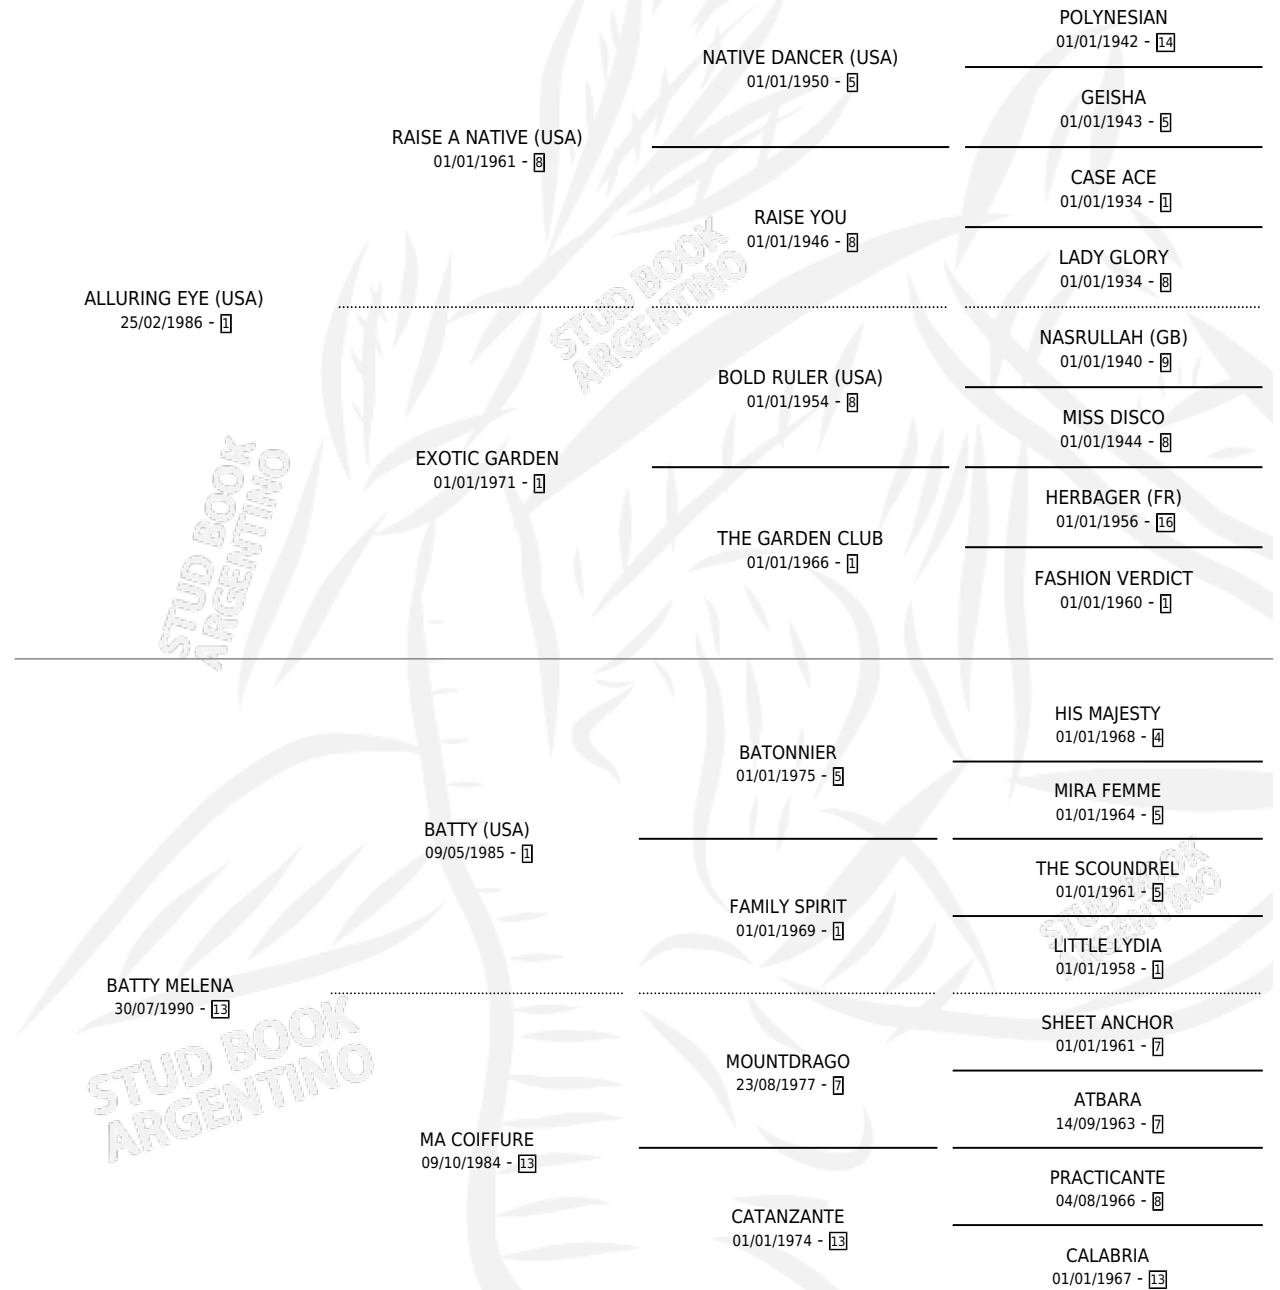 POLYNESIAN
01/01/1942 - 14
NATIVE DANCER (USA)
01/01/1950 - 5
GEISHA
01/01/1943 - 5
RAISE A NATIVE (USA)
01/01/1961 - 8
CASE ACE
01/01/1934 - 1
RAISE YOU
01/01/1946 - 8
LADY GLORY
01/01/1934 - 8
ALLURING EYE (USA)
25/02/1986 - 1
STUD BOOK
ARGENTINO
NASRULLAH (GB)
01/01/1940 - 9
BOLD RULER (USA)
01/01/1954 - 8
MISS DISCO
01/01/1944 - 8
EXOTIC GARDEN
01/01/1971 - 1
HERBAGER (FR)
01/01/1956 - 16
THE GARDEN CLUB
01/01/1966 - 1
FASHION VERDICT
01/01/1960 - 1
STUD BOOK
ARGENTINO
HIS MAJESTY
01/01/1968 - 4
BATONNIER
01/01/1975 - 5
MIRA FEMME
01/01/1964 - 5
BATTY (USA)
09/05/1985 - 1
THE SCOUNDREL
01/01/1961 - 5
FAMILY SPIRIT
01/01/1969 - 1
LITTLE LYDIA
01/01/1958 - 1
STUD BOOK
ARGENTINO
BATTY MELENA
30/07/1990 - 13
SHEET ANCHOR
01/01/1961 - 7
MOUNTDRAGO
23/08/1977 - 7
ATBARA
14/09/1963 - 7
MA COIFFURE
09/10/1984 - 13
PRACTICANTE
04/08/1966 - 8
CATANZANTE
01/01/1974 - 13
CALABRIA
01/01/1967 - 13
STUD BOOK
ARGENTINO